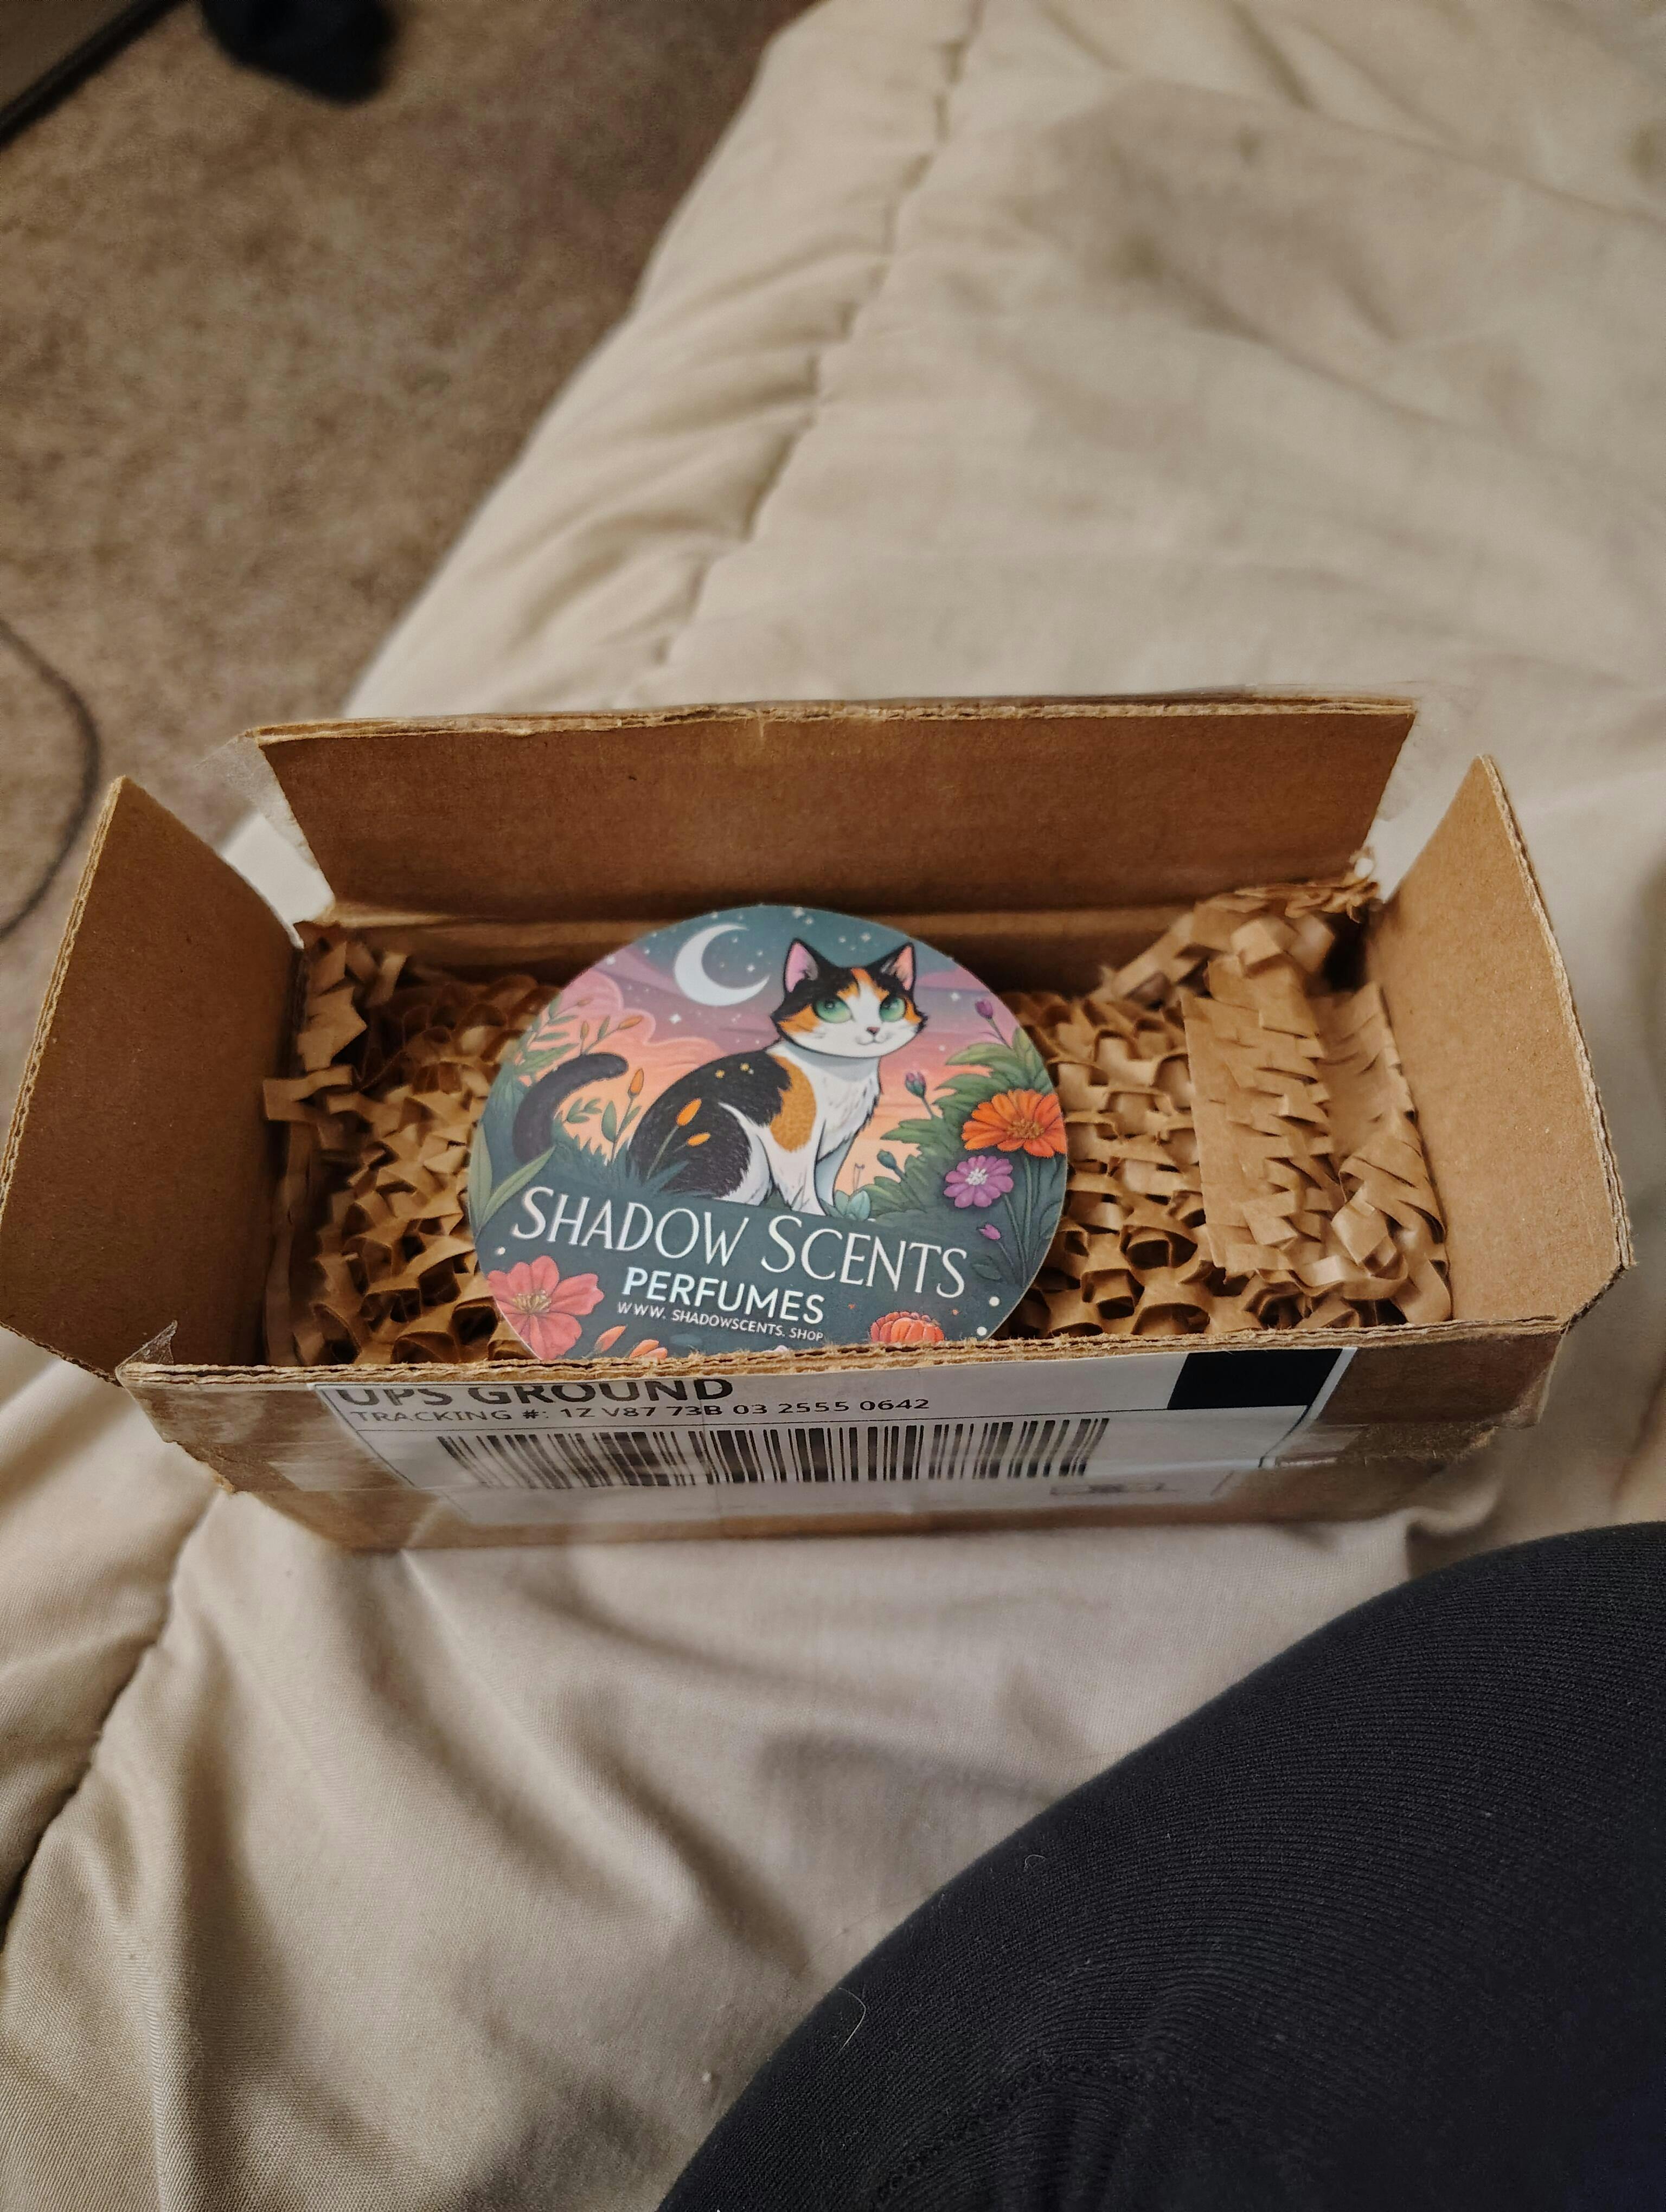 SHADOW SCENTS
PERFUMES
WWW. SHADOWSCENTS. SHOP
UPS GROUND
TRACKING #: 1Z V87 73B 03 2555 0642